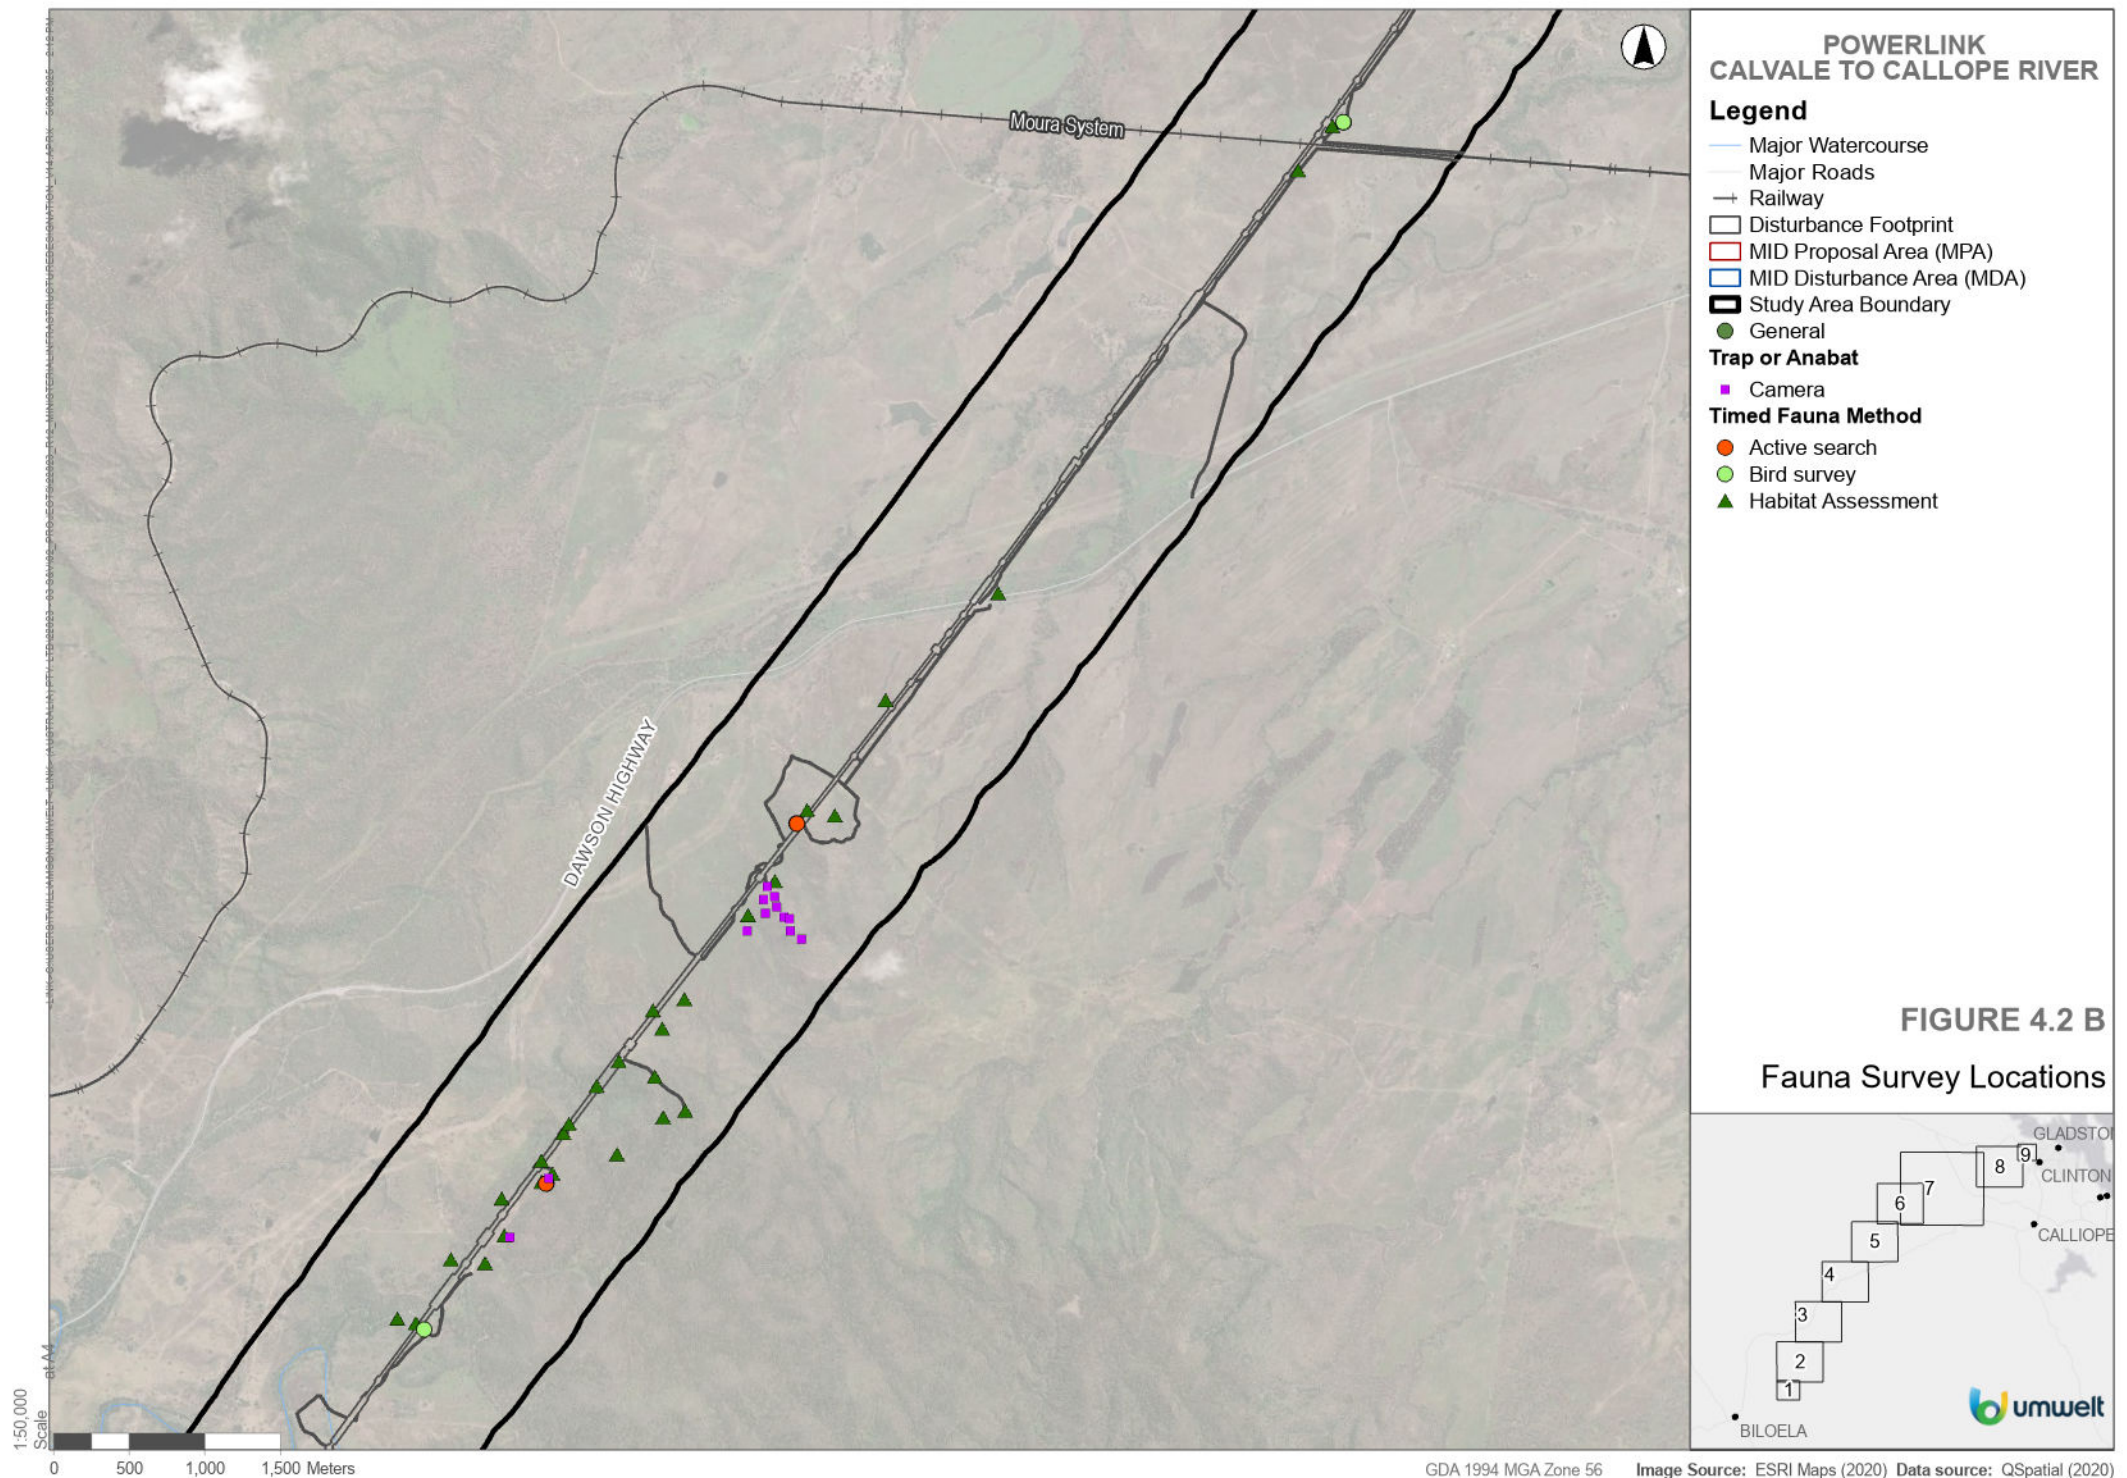 POWERLINK
CALVALE TO CALLOPE RIVER
Legend
Major Watercourse
Major Roads
Railway
Disturbance Footprint
MID Proposal Area (MPA)
MID Disturbance Area (MDA)
Study Area Boundary
General
Trap or Anabat
Camera
Timed Fauna Method
Active search
Bird survey
Habitat Assessment
Moura System
DAWSON HIGHWAY
FIGURE 4.2 B
Fauna Survey Locations
GLADSTO
9
8
CLINTON
7
6
CALLIOPE
5
4
3
2
1
BILOELA
umwelt
1:50,000
Scale
at A4
0 500 1,000 1,500 Meters
GDA 1994 MGA Zone 56 Image Source: ESRI Maps (2020) Data source: QSpatial (2020)